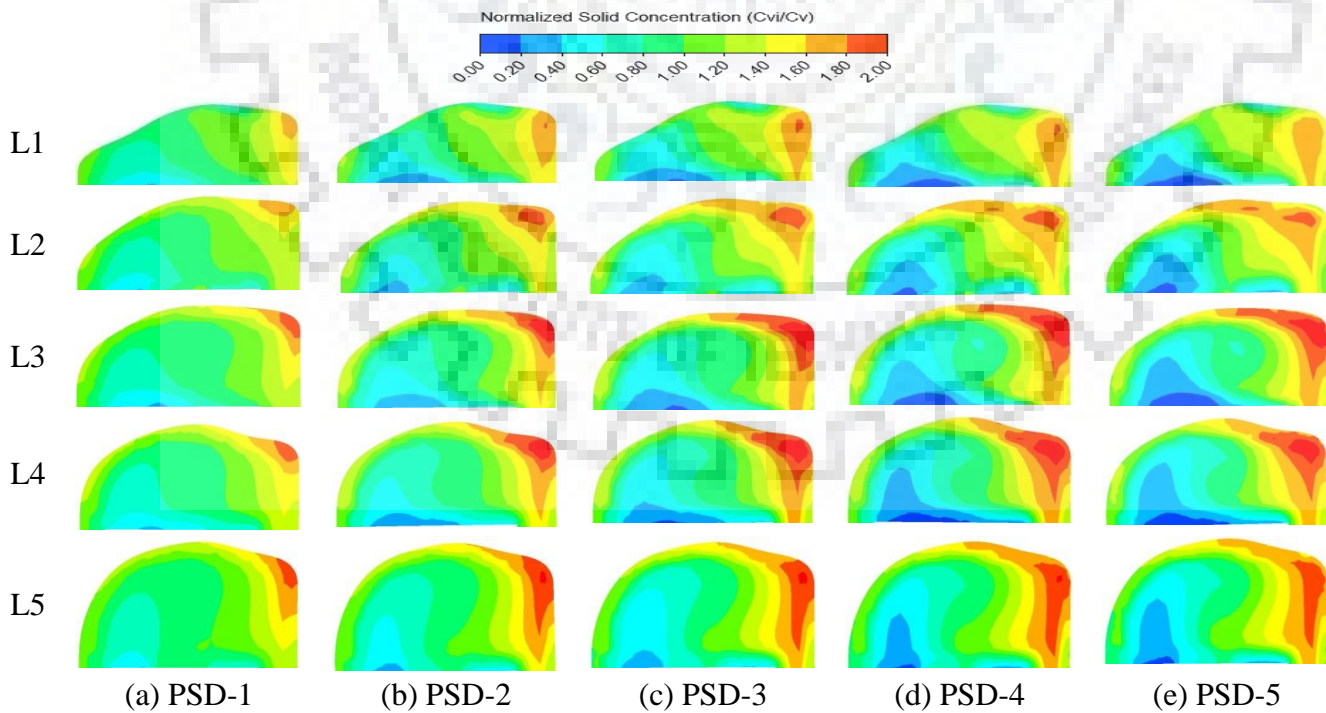 Normalized Solid Concentration (Cvi/Cv)
0.00 0.20 0.40 0.60 0.80 1.00 1.20 1.40 1.60 1.80 2.00
L1
L2
L3
L4
L5
(a) PSD-1 (b) PSD-2 (c) PSD-3 (d) PSD-4 (e) PSD-5